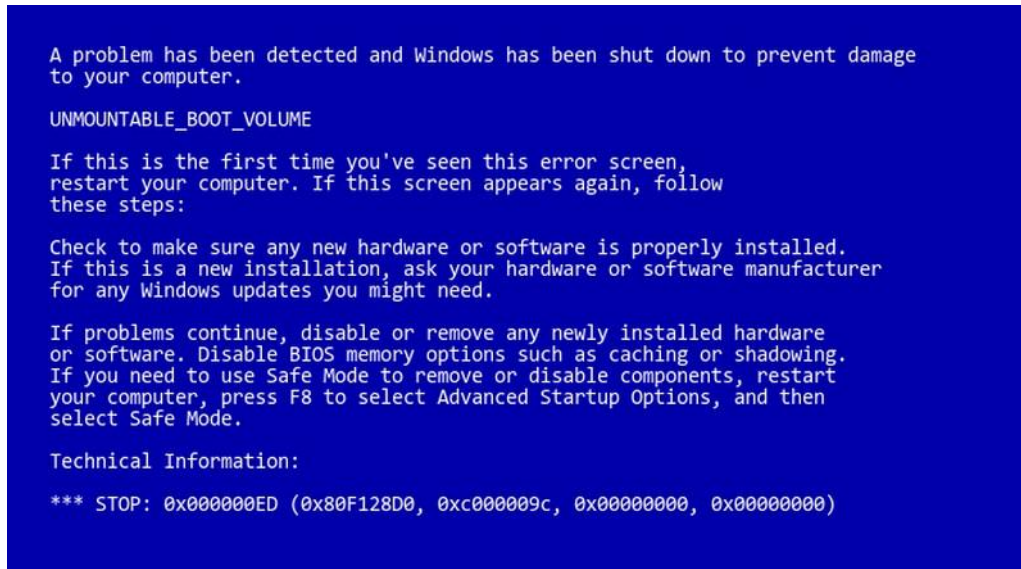 A problem has been detected and Windows has been shut down to prevent damage
to your computer.
UNMOUNTABLE_BOOT_VOLUME
If this is the first time you've seen this error screen,
restart your computer. If this screen appears again, follow
these steps:
Check to make sure any new hardware or software is properly installed.
If this is a new installation, ask your hardware or software manufacturer
for any Windows updates you might need.
If problems continue, disable or remove any newly installed hardware
or software. Disable BIOS memory options such as caching or shadowing.
If you need to use Safe Mode to remove or disable components, restart
your computer, press F8 to select Advanced Startup Options, and then
select Safe Mode.
Technical Information:
*** STOP: 0x000000ED (0x80F128D0, 0xc000009c, 0x00000000, 0x00000000)